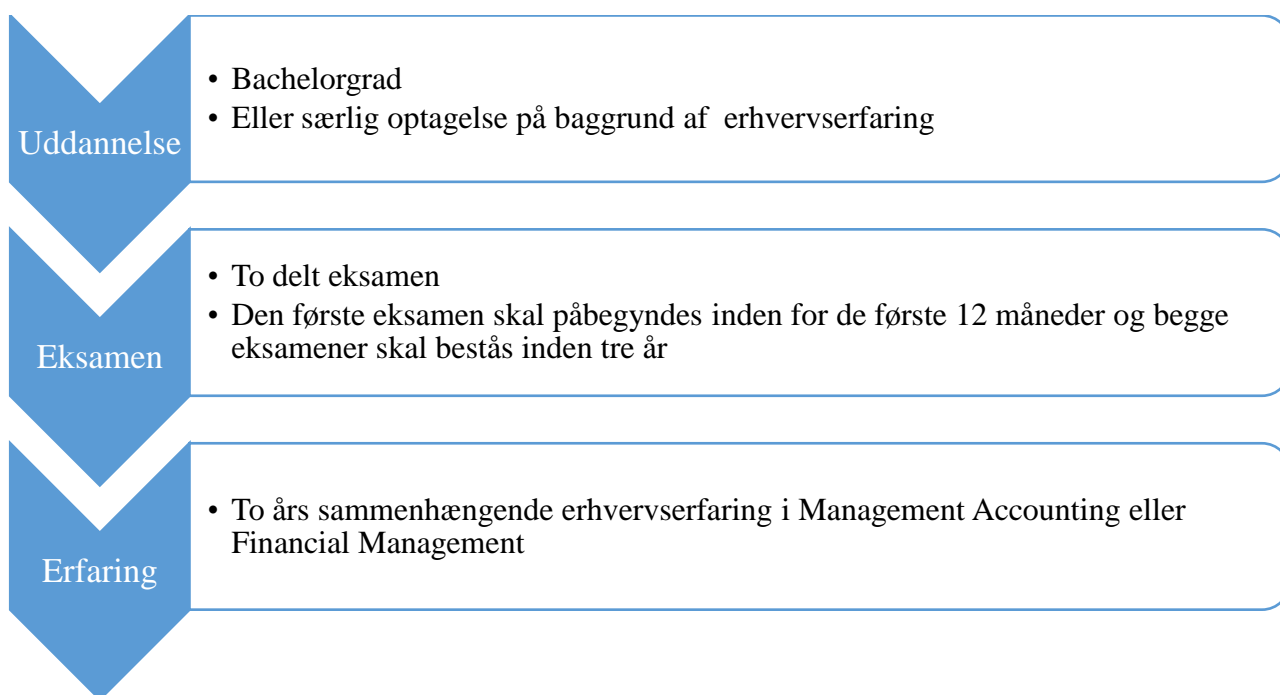 Uddannelse
• Bachelorgrad
• Eller særlig optagelse på baggrund af  erhvervserfaring
Eksamen
• To delt eksamen
• Den første eksamen skal påbegyndes inden for de første 12 måneder og begge
eksamener skal bestås inden tre år
Erfaring
• To års sammenhængende erhvervserfaring i Management Accounting eller
Financial Management